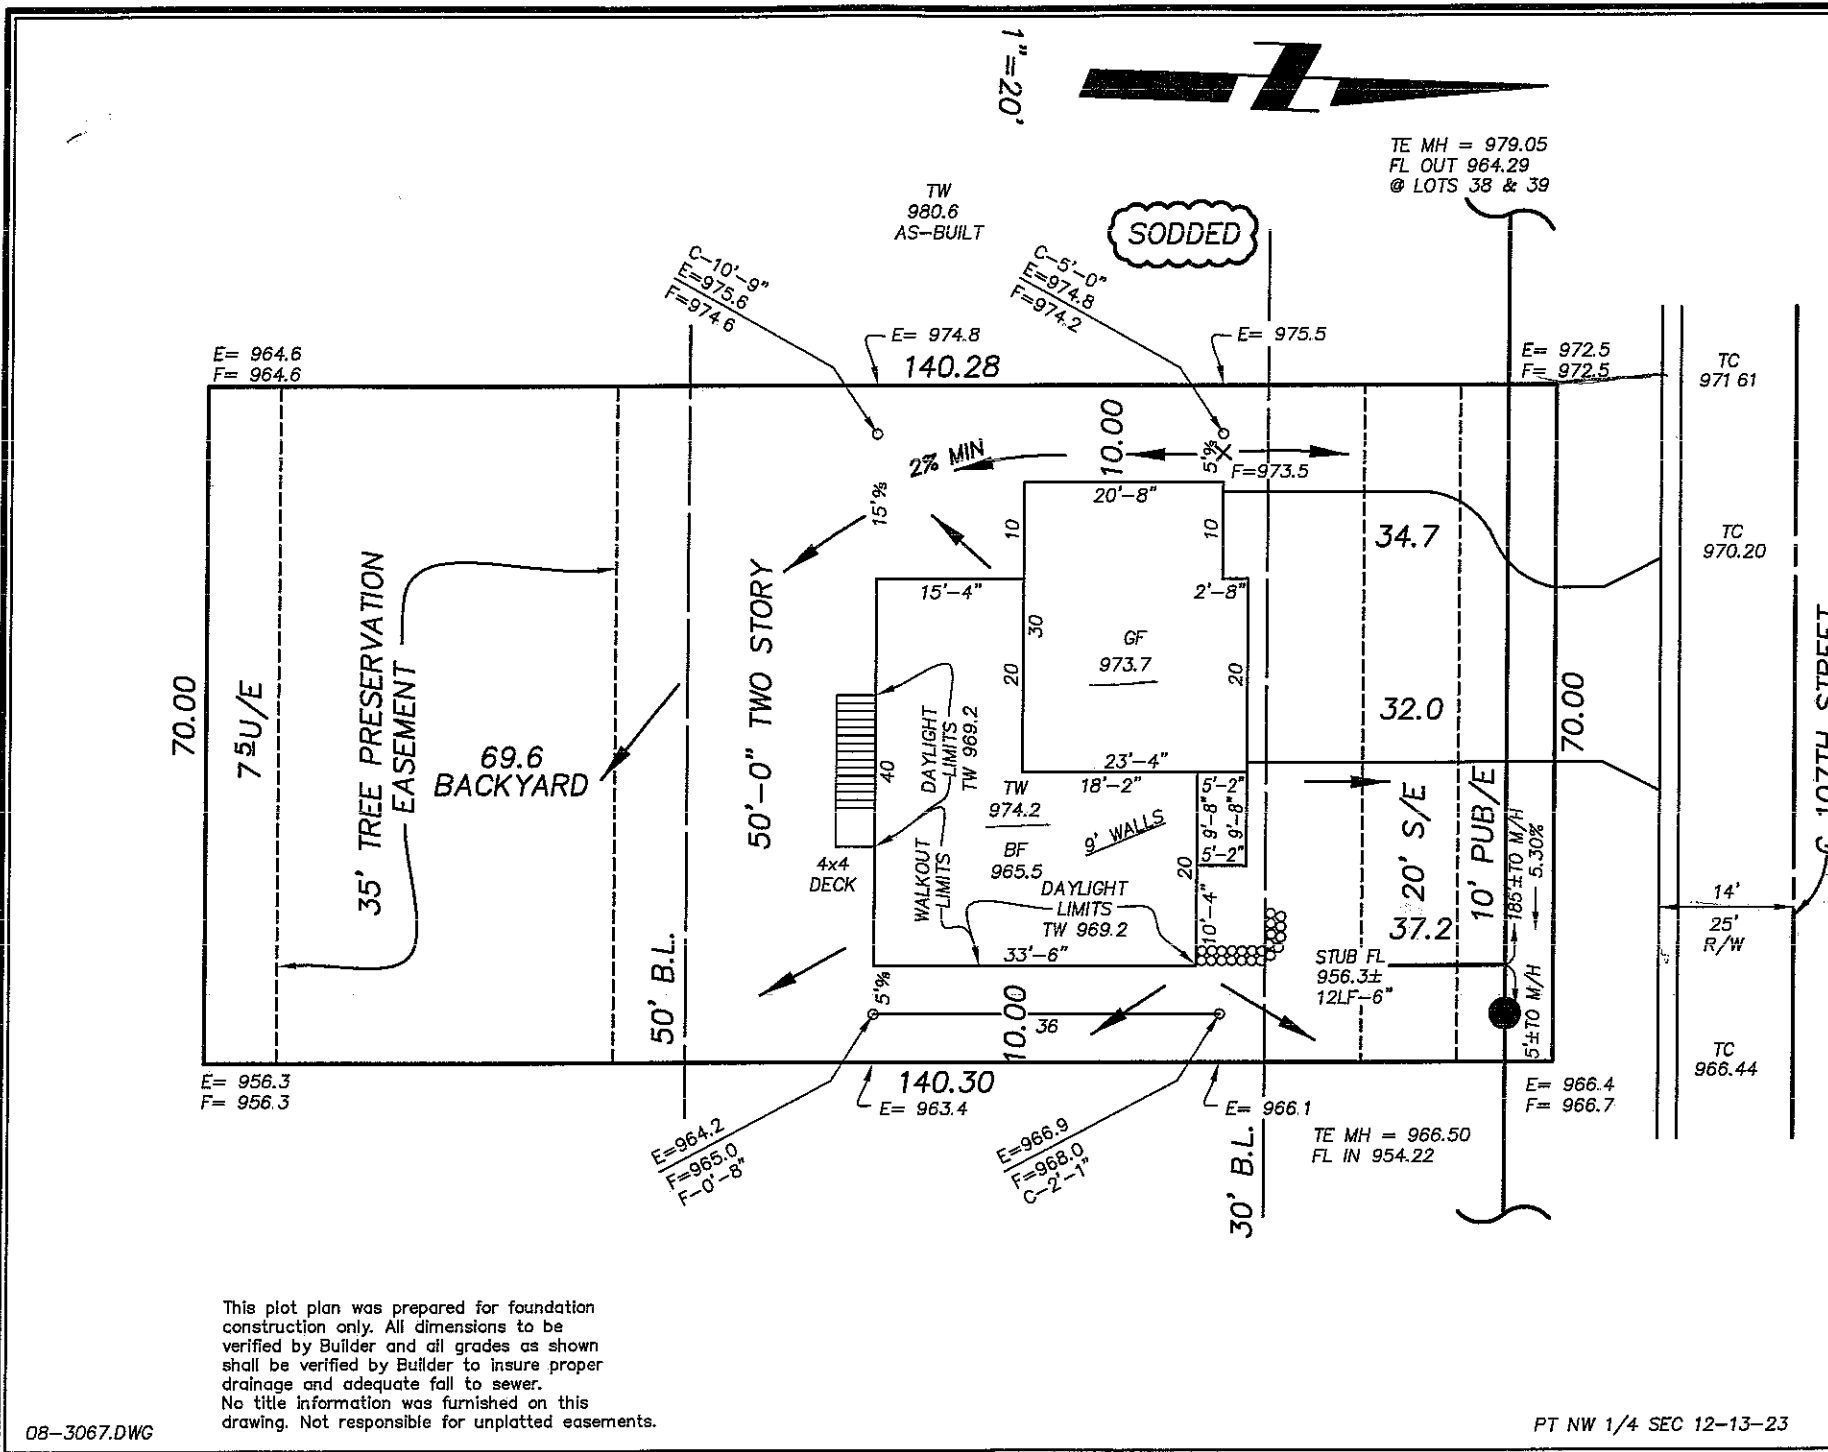 1"=20'
TE MH = 979.05
FL OUT 964.29
@ LOTS 38 & 39
TW
980.6
AS-BUILT
SODDED
C-10'-9"
E=975.6
F=974.6
C-5'-0"
E=974.8
F=974.2
E= 964.6
F= 964.6
E= 974.8
140.28
E= 975.5
E= 972.5
F= 972.5
TC
971 61
2% MIN
10.00
5'%
F=973.5
15'%
20'-8"
10
10
34.7
TC
970.20
35' TREE PRESERVATION
EASEMENT
50'-0" TWO STORY
15'-4"
2'-8"
30
GF
973.7
20
20
70.00
7⁵U/E
69.6
BACKYARD
DAYLIGHT
LIMITS
TW 969.2
40
32.0
70.00
23'-4"
18'-2"
5'-2"
TW
974.2
9'-8"
9'-8"
9' WALLS
5'-2"
BF
965.5
20
4x4
DECK
WALKOUT
LIMITS
DAYLIGHT
LIMITS
TW 969.2
10'-4"
33'-6"
20' S/E
10' PUB/E
185'±TO M/H
5.30%
37.2
STUB FL
956.3±
12LF-6"
14'
25'
R/W
107TH STREET
50' B.L.
5'%
10.00
36
5'±TO M/H
TC
966.44
E= 956.3
F= 956.3
140.30
E= 963.4
E= 966.1
E= 966.4
F= 966.7
E=964.2
F=965.0
F-0'-8"
E=966.9
F=968.0
C-2'-1"
30' B.L.
TE MH = 966.50
FL IN 954.22
This plot plan was prepared for foundation
construction only. All dimensions to be
verified by Builder and all grades as shown
shall be verified by Builder to insure proper
drainage and adequate fall to sewer.
No title information was furnished on this
drawing. Not responsible for unplatted easements.
08-3067.DWG
PT NW 1/4 SEC 12-13-23